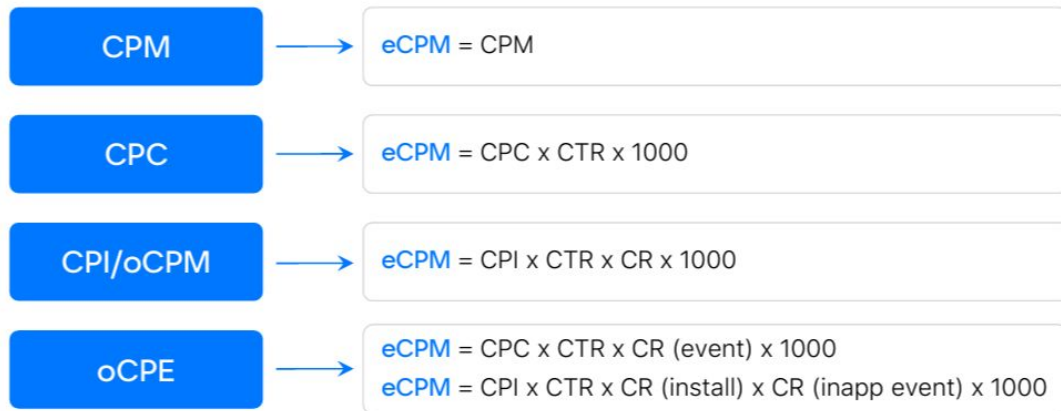 CPM
eCPM = CPM
CPC
eCPM = CPC x CTR x 1000
CPI/oCPM
eCPM = CPI x CTR x CR x 1000
oCPE
eCPM = CPC x CTR x CR (event) x 1000
eCPM = CPI x CTR x CR (install) x CR (inapp event) x 1000